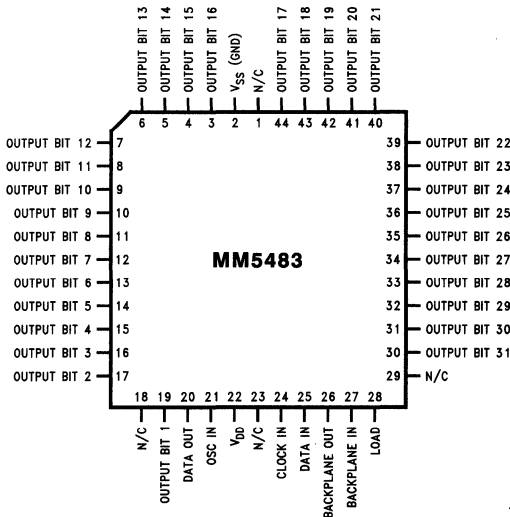 OUTPUT BIT 13
OUTPUT BIT 14
OUTPUT BIT 15
OUTPUT BIT 16
VSS (GND)
N/C
OUTPUT BIT 17
OUTPUT BIT 18
OUTPUT BIT 19
OUTPUT BIT 20
OUTPUT BIT 21
6 5 4 3 2 1 44 43 42 41 40
OUTPUT BIT 12 7
OUTPUT BIT 11 8
OUTPUT BIT 10 9
OUTPUT BIT 9 10
OUTPUT BIT 8 11
OUTPUT BIT 7 12
OUTPUT BIT 6 13
OUTPUT BIT 5 14
OUTPUT BIT 4 15
OUTPUT BIT 3 16
OUTPUT BIT 2 17
MM5483
39 OUTPUT BIT 22
38 OUTPUT BIT 23
37 OUTPUT BIT 24
36 OUTPUT BIT 25
35 OUTPUT BIT 26
34 OUTPUT BIT 27
33 OUTPUT BIT 28
32 OUTPUT BIT 29
31 OUTPUT BIT 30
30 OUTPUT BIT 31
29 N/C
18 19 20 21 22 23 24 25 26 27 28
N/C
OUTPUT BIT 1
DATA OUT
OSC IN
VDD
N/C
CLOCK IN
DATA IN
BACKPLANE OUT
BACKPLANE IN
LOAD